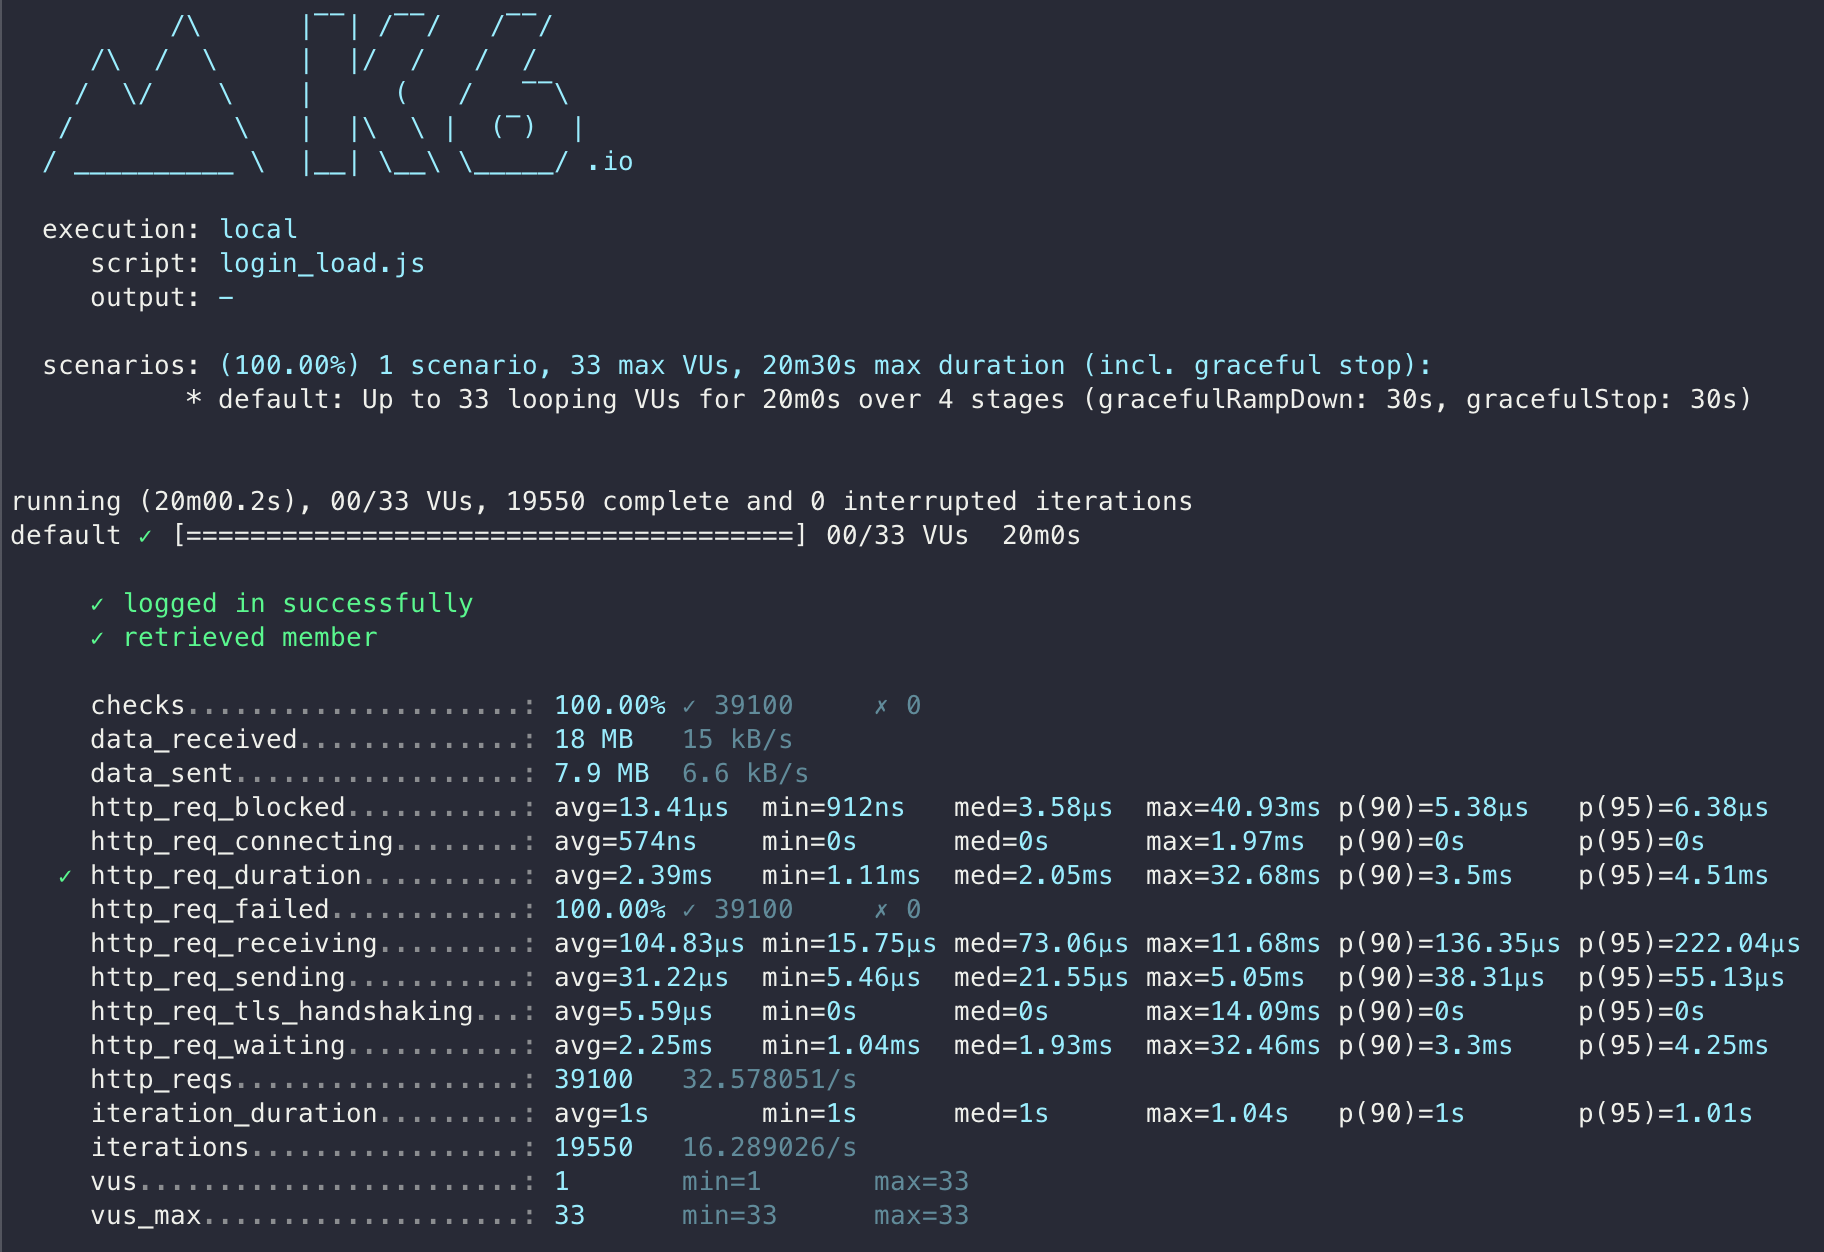 /\      |‾‾| /‾‾/   /‾‾/
     /\  /  \     |  |/  /   /  /
    /  \/    \    |     (   /   ‾‾\
   /          \   |  |\  \ |  (‾)  |
  / __________ \  |__| \__\ \_____/ .io

  execution: local
     script: login_load.js
     output: -

  scenarios: (100.00%) 1 scenario, 33 max VUs, 20m30s max duration (incl. graceful stop):
           * default: Up to 33 looping VUs for 20m0s over 4 stages (gracefulRampDown: 30s, gracefulStop: 30s)

running (20m00.2s), 00/33 VUs, 19550 complete and 0 interrupted iterations
default ✓ [======================================] 00/33 VUs  20m0s

     ✓ logged in successfully
     ✓ retrieved member

     checks.....................: 100.00% ✓ 39100     ✗ 0
     data_received..............: 18 MB   15 kB/s
     data_sent..................: 7.9 MB  6.6 kB/s
     http_req_blocked...........: avg=13.41µs  min=912ns   med=3.58µs  max=40.93ms p(90)=5.38µs   p(95)=6.38µs
     http_req_connecting........: avg=574ns    min=0s      med=0s      max=1.97ms  p(90)=0s       p(95)=0s
   ✓ http_req_duration..........: avg=2.39ms   min=1.11ms  med=2.05ms  max=32.68ms p(90)=3.5ms    p(95)=4.51ms
     http_req_failed............: 100.00% ✓ 39100     ✗ 0
     http_req_receiving.........: avg=104.83µs min=15.75µs med=73.06µs max=11.68ms p(90)=136.35µs p(95)=222.04µs
     http_req_sending...........: avg=31.22µs  min=5.46µs  med=21.55µs max=5.05ms  p(90)=38.31µs  p(95)=55.13µs
     http_req_tls_handshaking...: avg=5.59µs   min=0s      med=0s      max=14.09ms p(90)=0s       p(95)=0s
     http_req_waiting...........: avg=2.25ms   min=1.04ms  med=1.93ms  max=32.46ms p(90)=3.3ms    p(95)=4.25ms
     http_reqs..................: 39100   32.578051/s
     iteration_duration.........: avg=1s       min=1s      med=1s      max=1.04s   p(90)=1s       p(95)=1.01s
     iterations.................: 19550   16.289026/s
     vus........................: 1       min=1       max=33
     vus_max....................: 33      min=33      max=33